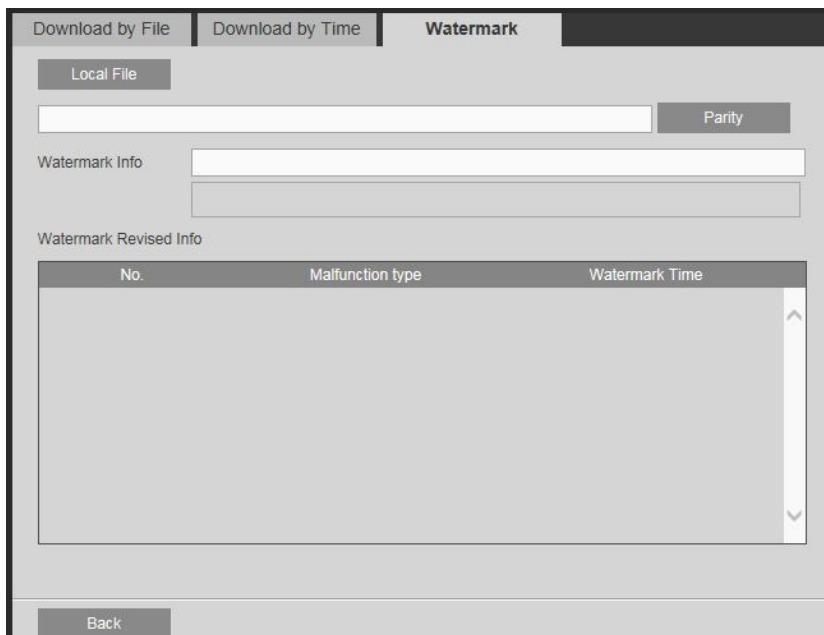 Download by File Download by Time Watermark
Local File
Parity
Watermark Info
Watermark Revised Info
No. Malfunction type Watermark Time
Back